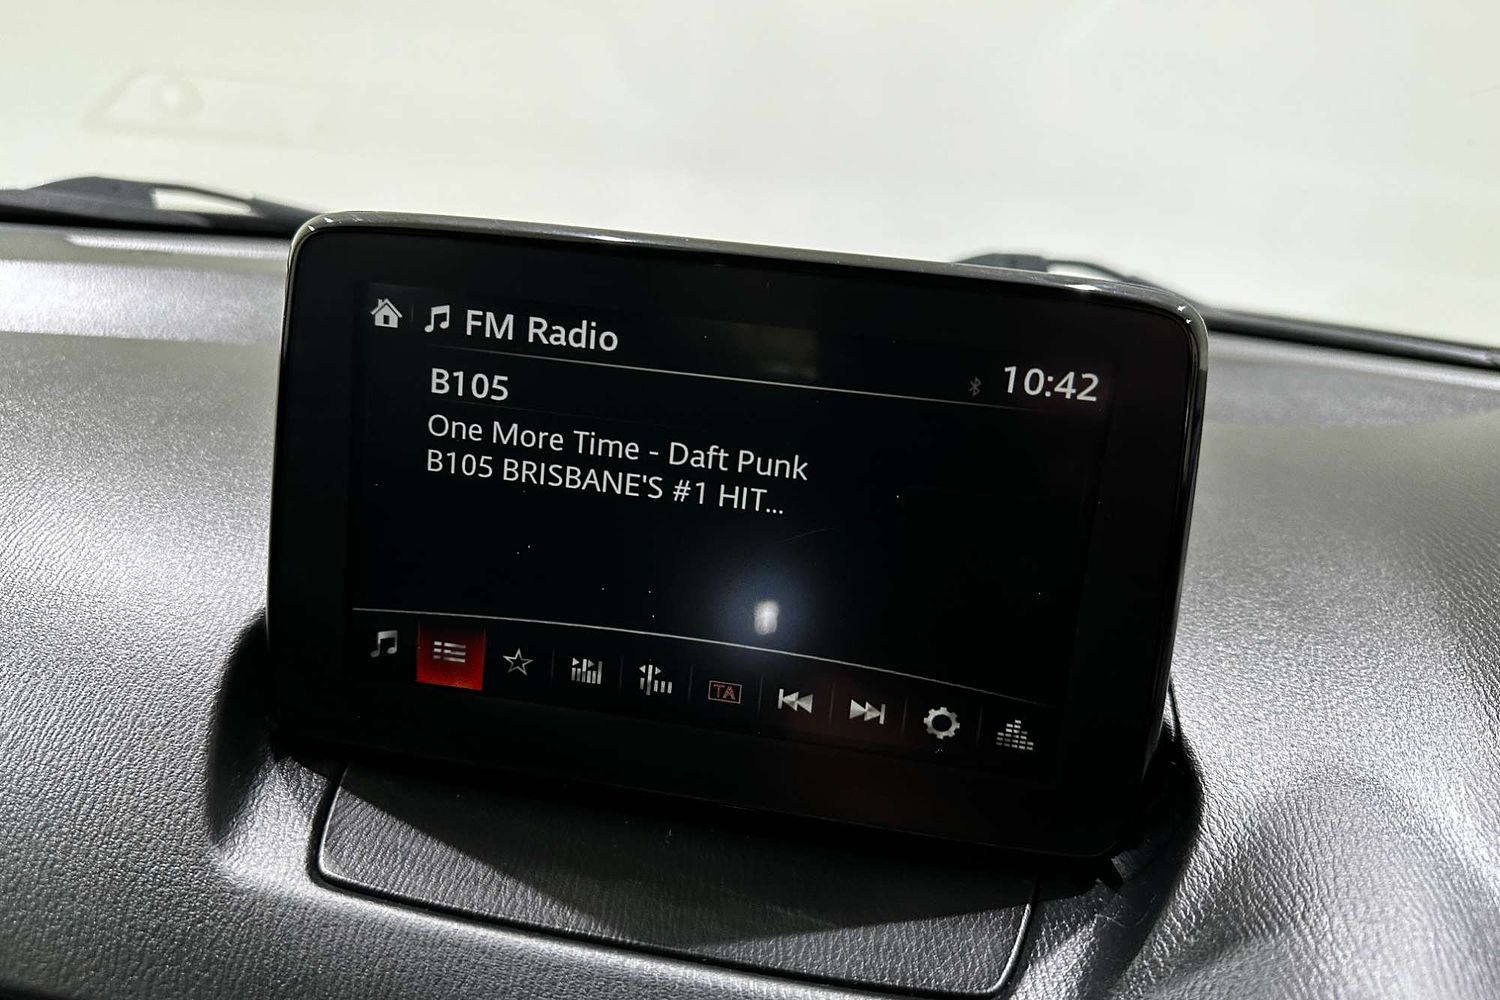 FM Radio
10:42
B105
One More Time - Daft Punk
B105 BRISBANE'S #1 HIT...
TA